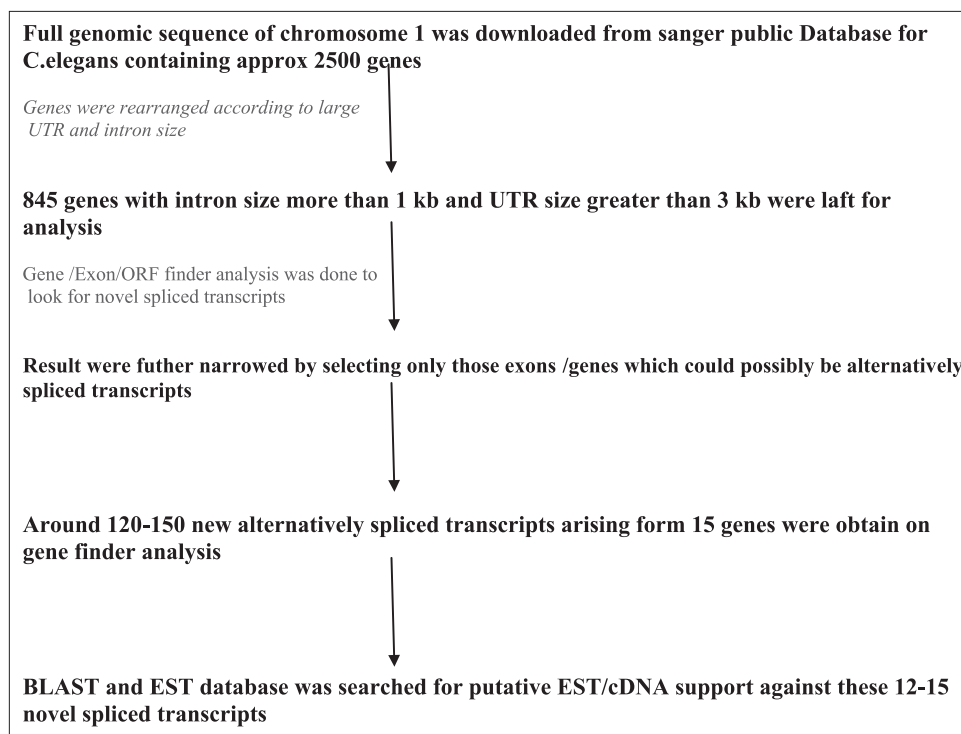 Full genomic sequence of chromosome 1 was downloaded from sanger public Database for
C.elegans containing approx 2500 genes
Genes were rearranged according to large
UTR and intron size
845 genes with intron size more than 1 kb and UTR size greater than 3 kb were laft for
analysis
Gene /Exon/ORF finder analysis was done to
look for novel spliced transcripts
Result were futher narrowed by selecting only those exons /genes which could possibly be alternatively
spliced transcripts
Around 120-150 new alternatively spliced transcripts arising form 15 genes were obtain on
gene finder analysis
BLAST and EST database was searched for putative EST/cDNA support against these 12-15
novel spliced transcripts